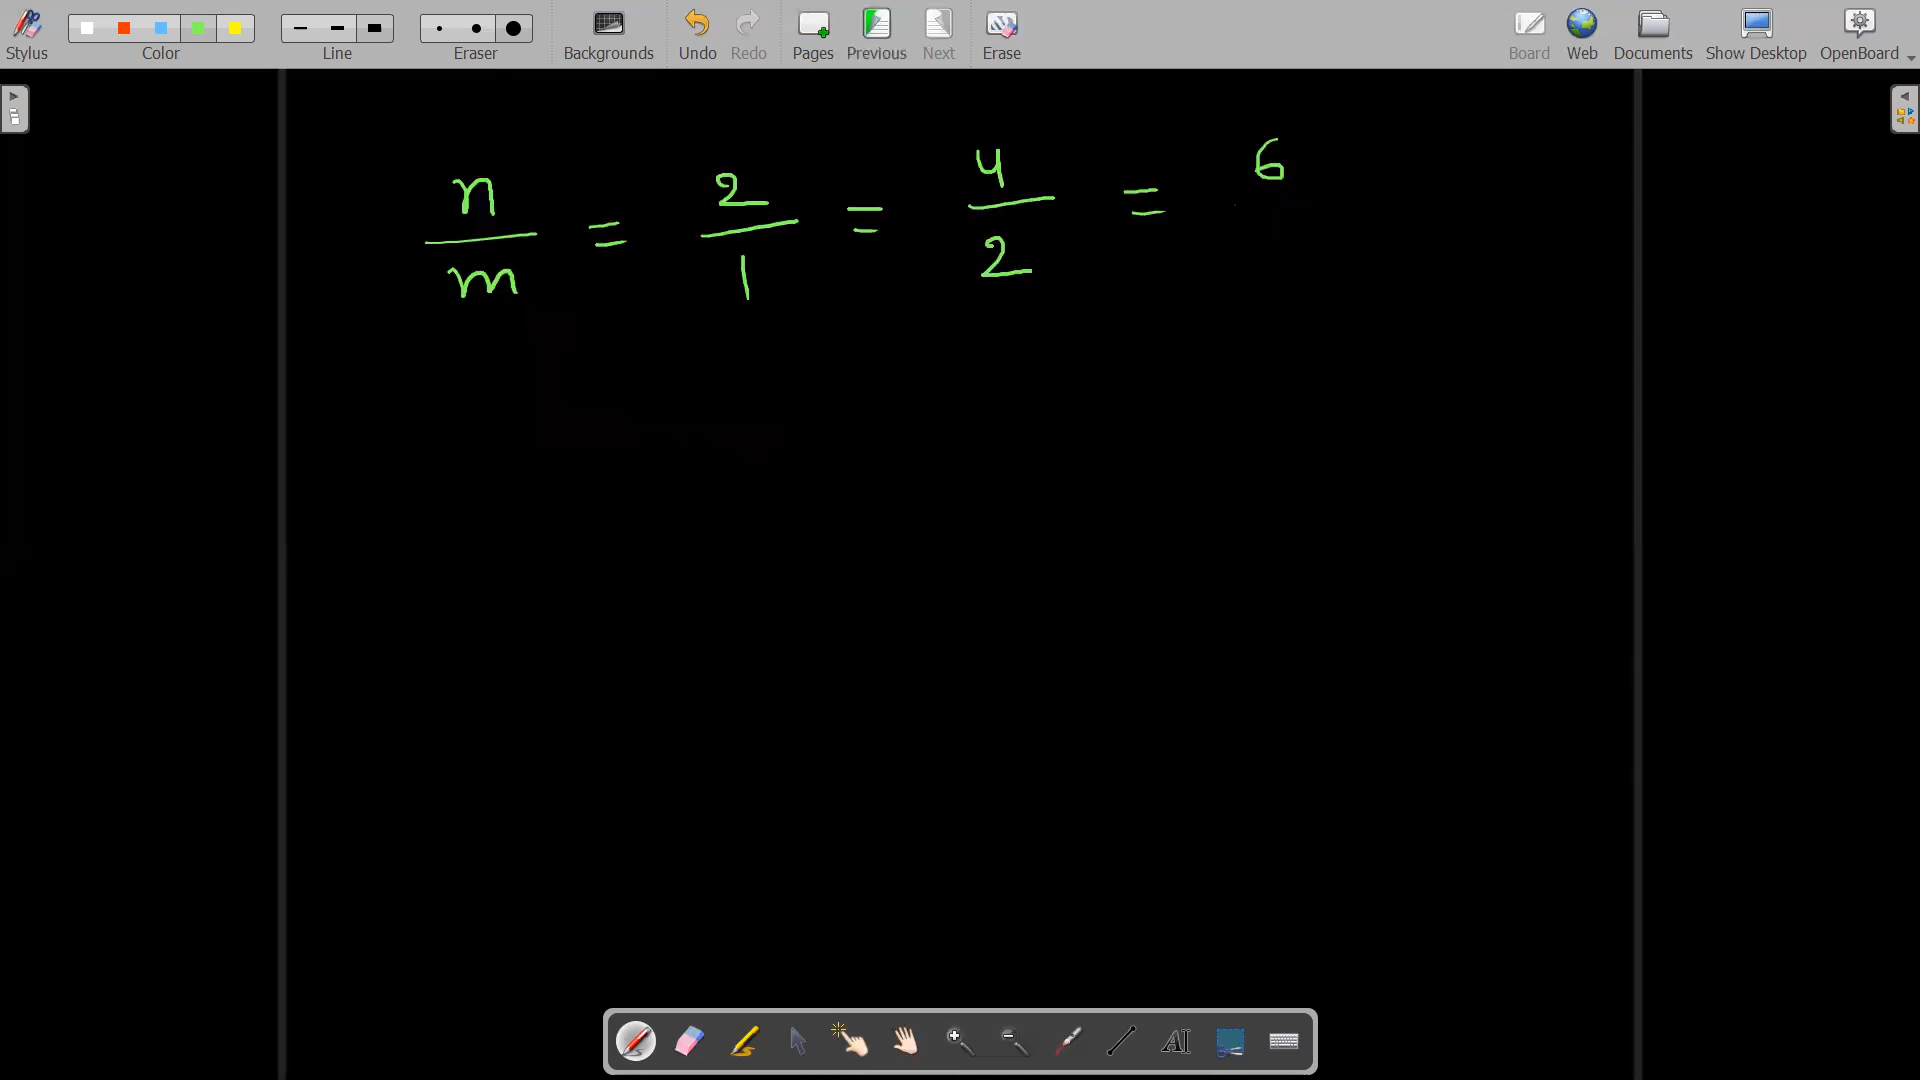 Stylus Color Line Eraser Backgrounds Undo Redo Pages Previous Next Erase Board Web Documents Show Desktop OpenBoard
n/m = 2/1 = 4/2 = 6
AI